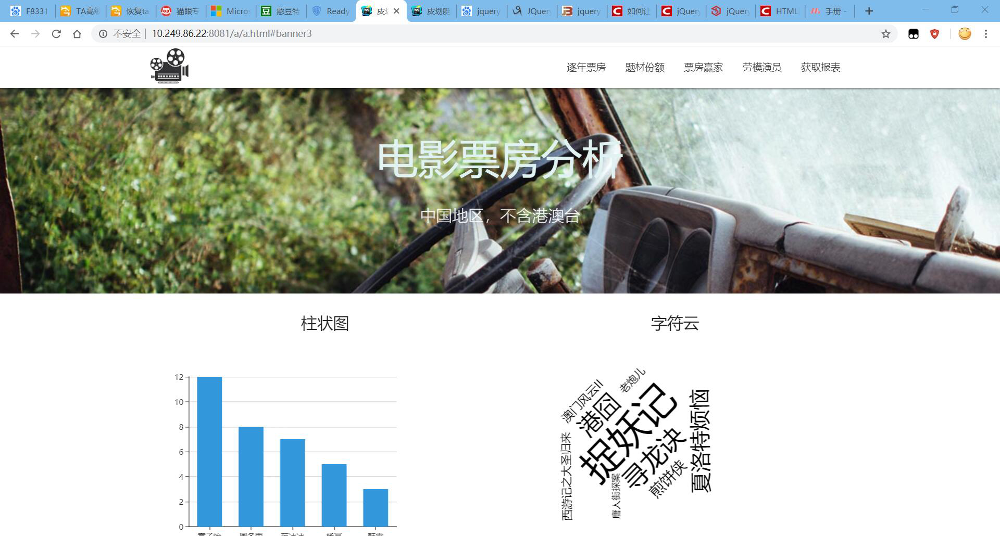 F8331
TA高级
恢复ta
猫眼专
Micros
憨豆特
Ready
皮划
皮划艇
jquery
JQuery
jquery
如何让
jQuery
jQuery
HTML
手册 -
不安全 | 10.249.86.22:8081/a/a.html#banner3
逐年票房 题材份额 票房赢家 劳模演员 获取报表
电影票房分析
中国地区，不含港澳台
柱状图
字符云
12
10
8
6
4
2
0
老炮儿
澳门风云II
港囧
捉妖记
夏洛特烦恼
寻龙诀
煎饼侠
西游记之大圣归来
唐人街探案